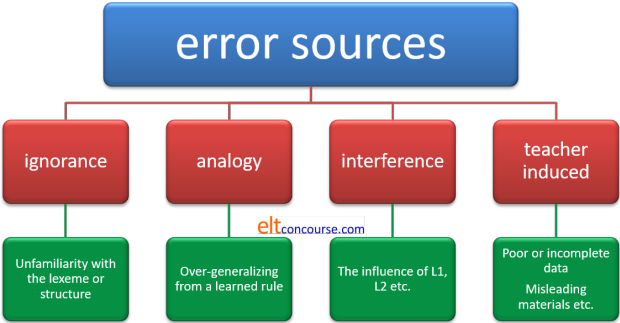 error sources
ignorance
analogy
interference
teacher
induced
eltconcourse.com
Unfamiliarity with
the lexeme or
structure
Over-generalizing
from a learned rule
The influence of L1,
L2 etc.
Poor or incomplete
data
Misleading
materials etc.